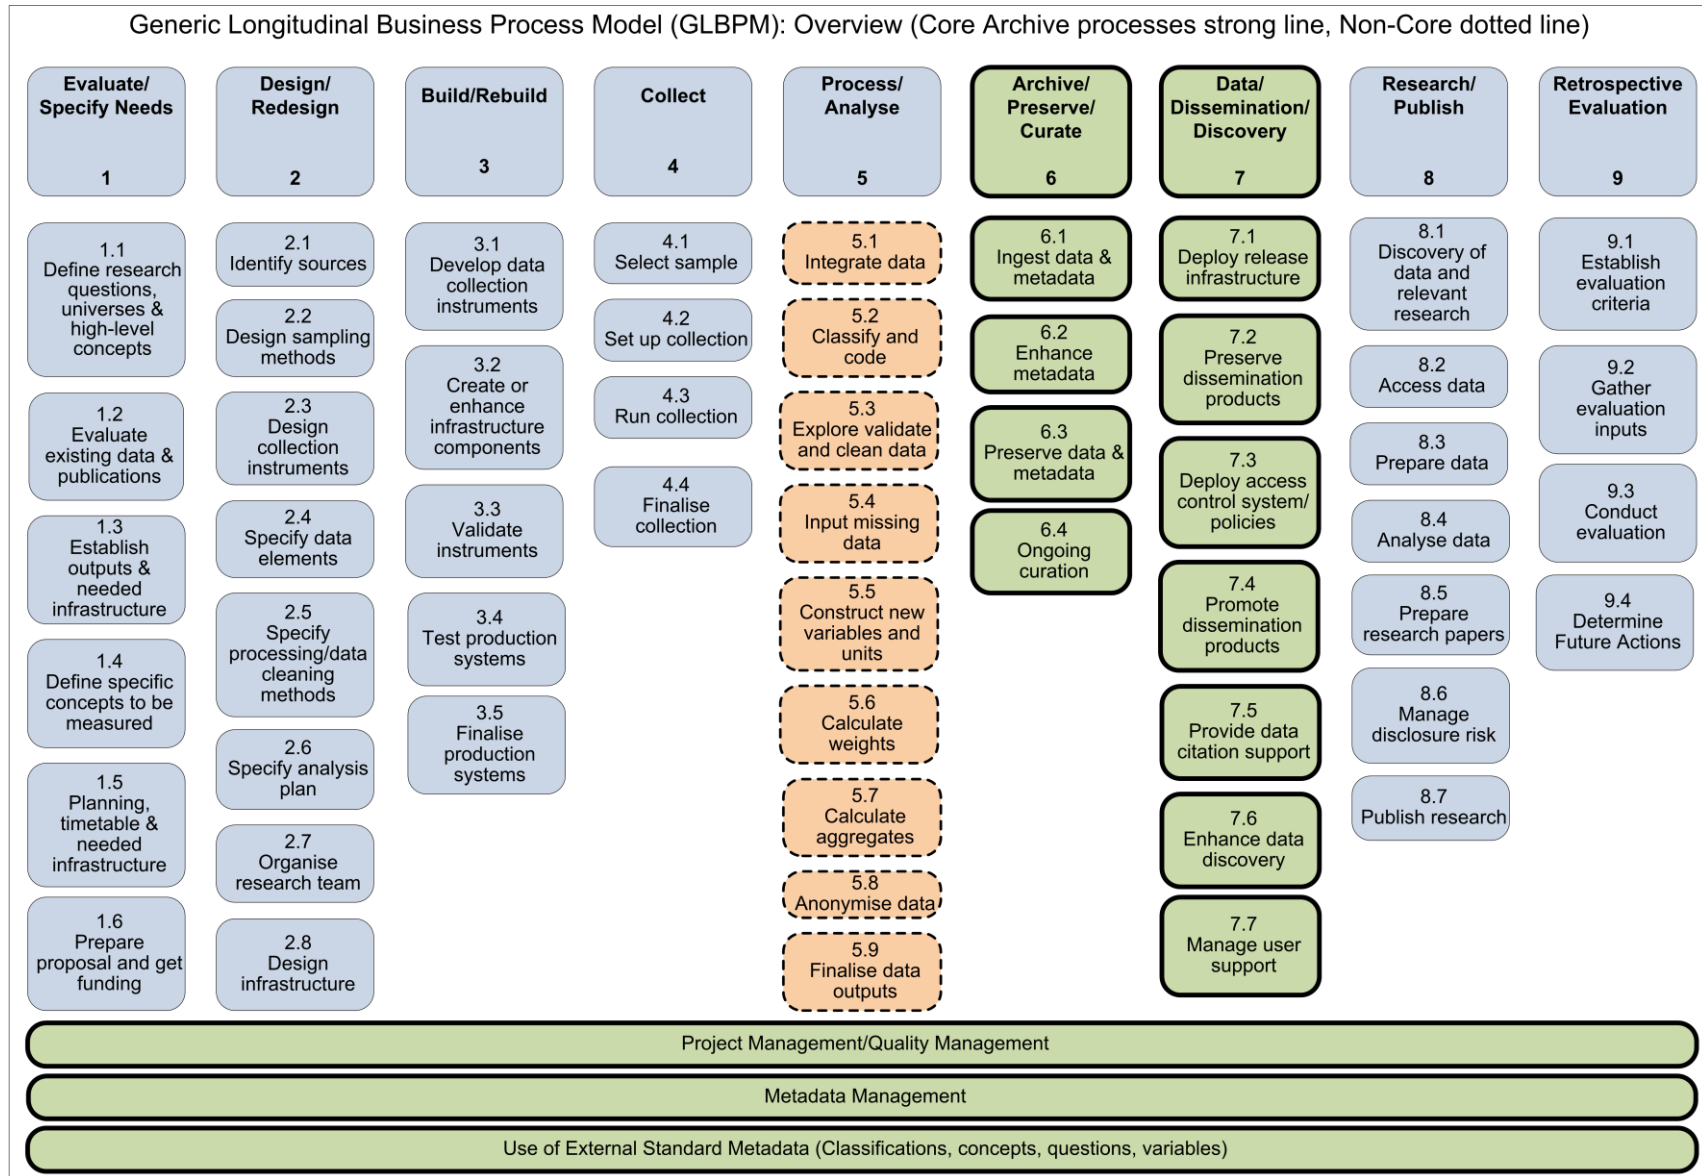 Generic Longitudinal Business Process Model (GLBPM): Overview (Core Archive processes strong line, Non-Core dotted line)
Evaluate/
Specify Needs
1
1.1
Define research
questions,
universes &
high-level
concepts
1.2
Evaluate
existing data &
publications
1.3
Establish
outputs &
needed
infrastructure
1.4
Define specific
concepts to be
measured
1.5
Planning,
timetable &
needed
infrastructure
1.6
Prepare
proposal and get
funding
Design/
Redesign
2
2.1
Identify sources
2.2
Design sampling
methods
2.3
Design
collection
instruments
2.4
Specify data
elements
2.5
Specify
processing/data
cleaning
methods
2.6
Specify analysis
plan
2.7
Organise
research team
2.8
Design
infrastructure
Build/Rebuild
3
3.1
Develop data
collection
instruments
3.2
Create or
enhance
infrastructure
components
3.3
Validate
instruments
3.4
Test production
systems
3.5
Finalise
production
systems
Collect
4
4.1
Select sample
4.2
Set up collection
4.3
Run collection
4.4
Finalise
collection
Process/
Analyse
5
5.1
Integrate data
5.2
Classify and
code
5.3
Explore validate
and clean data
5.4
Input missing
data
5.5
Construct new
variables and
units
5.6
Calculate
weights
5.7
Calculate
aggregates
5.8
Anonymise data
5.9
Finalise data
outputs
Archive/
Preserve/
Curate
6
6.1
Ingest data &
metadata
6.2
Enhance
metadata
6.3
Preserve data &
metadata
6.4
Ongoing
curation
Data/
Dissemination/
Discovery
7
7.1
Deploy release
infrastructure
7.2
Preserve
dissemination
products
7.3
Deploy access
control system/
policies
7.4
Promote
dissemination
products
7.5
Provide data
citation support
7.6
Enhance data
discovery
7.7
Manage user
support
Research/
Publish
8
8.1
Discovery of
data and
relevant
research
8.2
Access data
8.3
Prepare data
8.4
Analyse data
8.5
Prepare
research papers
8.6
Manage
disclosure risk
8.7
Publish research
Retrospective
Evaluation
9
9.1
Establish
evaluation
criteria
9.2
Gather
evaluation
inputs
9.3
Conduct
evaluation
9.4
Determine
Future Actions
Project Management/Quality Management
Metadata Management
Use of External Standard Metadata (Classifications, concepts, questions, variables)